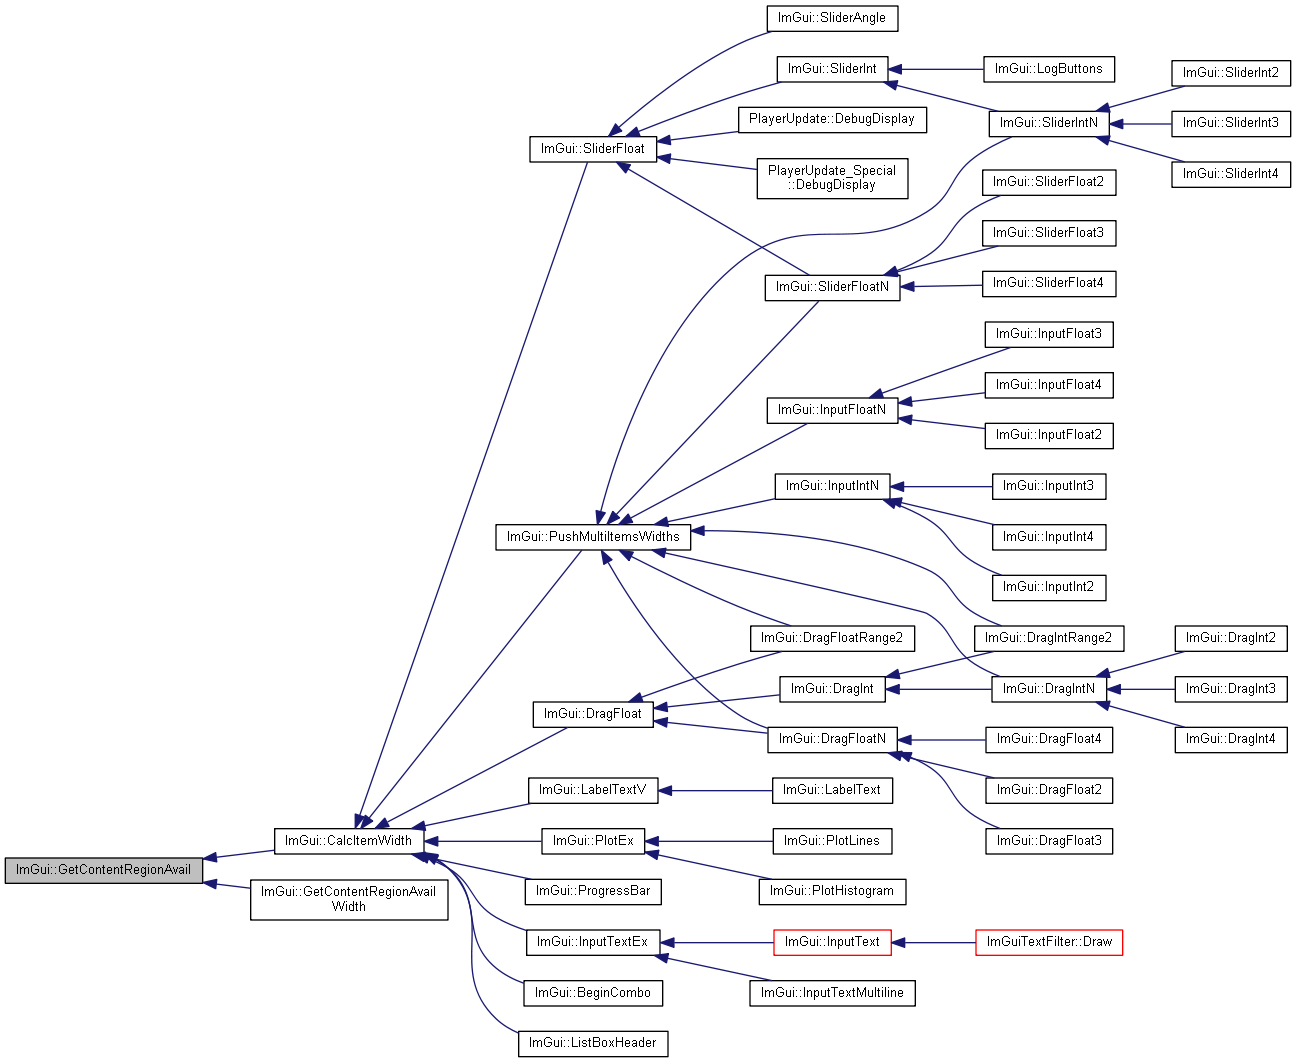 ImGui::SliderAngle
ImGui::SliderInt
ImGui::LogButtons
ImGui::SliderInt2
ImGui::SliderInt3
ImGui::SliderInt4
ImGui::SliderIntN
PlayerUpdate::DebugDisplay
ImGui::SliderFloat
PlayerUpdate_Special
::DebugDisplay
ImGui::SliderFloat2
ImGui::SliderFloat3
ImGui::SliderFloat4
ImGui::SliderFloatN
ImGui::InputFloat3
ImGui::InputFloat4
ImGui::InputFloat2
ImGui::InputFloatN
ImGui::InputIntN
ImGui::InputInt3
ImGui::InputInt4
ImGui::InputInt2
ImGui::PushMultiItemsWidths
ImGui::DragFloatRange2
ImGui::DragIntRange2
ImGui::DragInt2
ImGui::DragInt3
ImGui::DragInt4
ImGui::DragInt
ImGui::DragIntN
ImGui::DragFloat
ImGui::DragFloatN
ImGui::DragFloat4
ImGui::DragFloat2
ImGui::DragFloat3
ImGui::LabelTextV
ImGui::LabelText
ImGui::CalcItemWidth
ImGui::PlotEx
ImGui::PlotLines
ImGui::GetContentRegionAvail
ImGui::GetContentRegionAvail
Width
ImGui::ProgressBar
ImGui::PlotHistogram
ImGui::InputTextEx
ImGui::InputText
ImGuiTextFilter::Draw
ImGui::BeginCombo
ImGui::InputTextMultiline
ImGui::ListBoxHeader